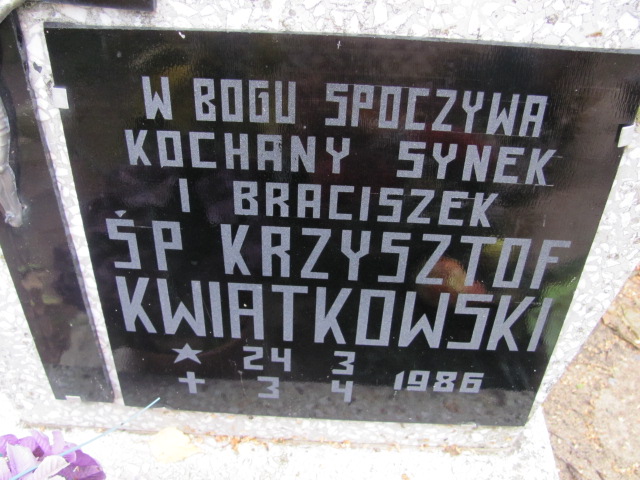 W BOGU SPOCZYWA
KOCHANY SYNEK
I BRACISZEK
ŚP KRZYSZTOF
KWIATKOWSKI
★ 24 3
✝ 3 4 1986